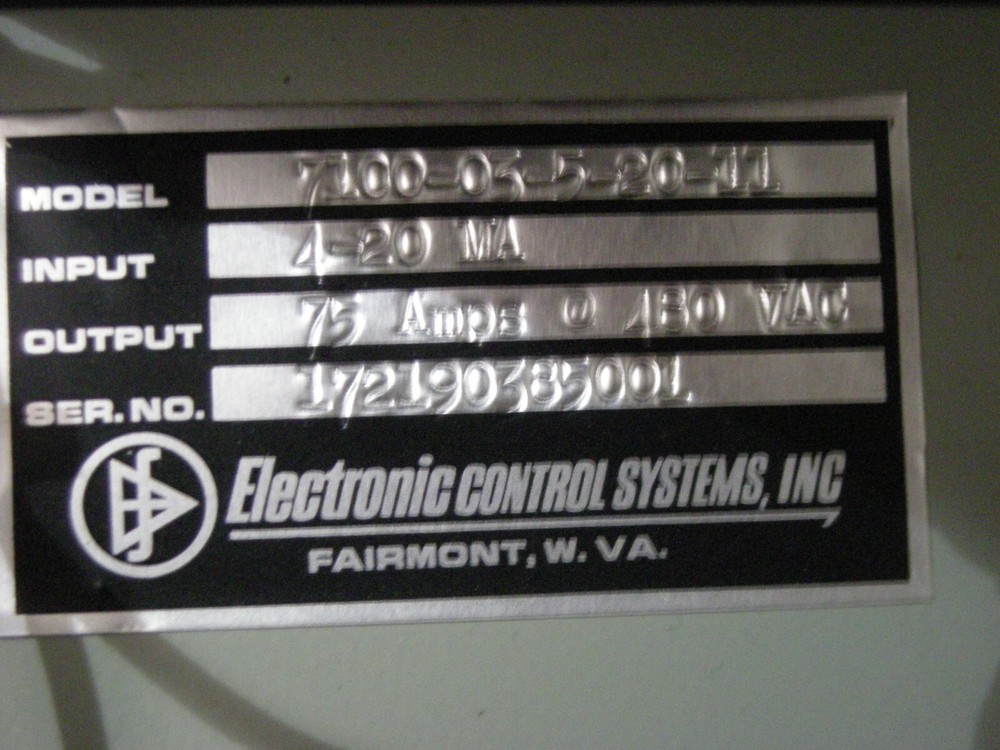 MODEL 7100-03-5-20-11
INPUT 4-20 MA
OUTPUT 75 Amps @ 480 VAC
SER. NO. 172190385001
Electronic CONTROL SYSTEMS, INC
FAIRMONT, W. VA.